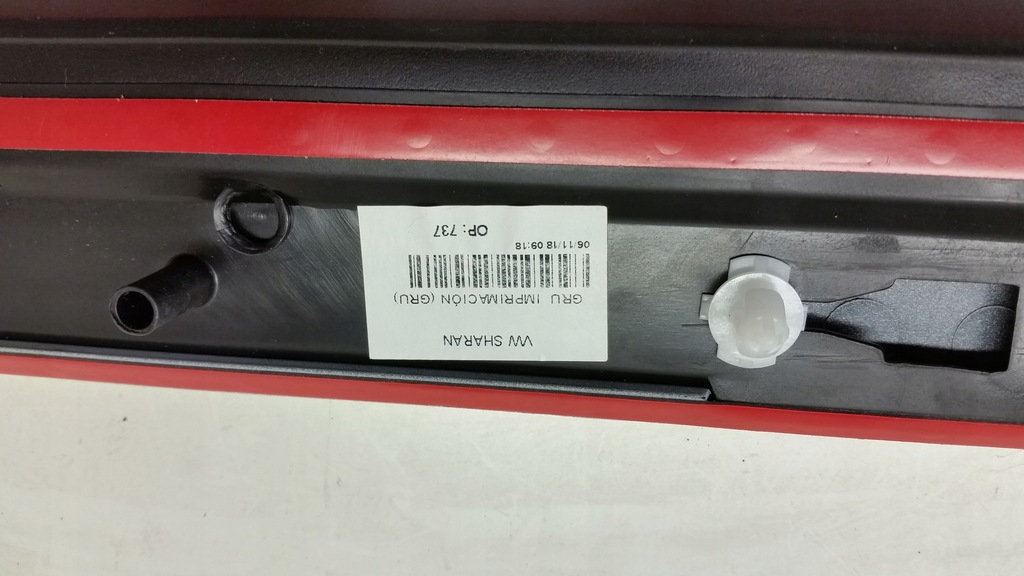 VW SHARAN
GRU IMPRIMACIÓN (GRU)
06/11/18 09:18
OP: 737